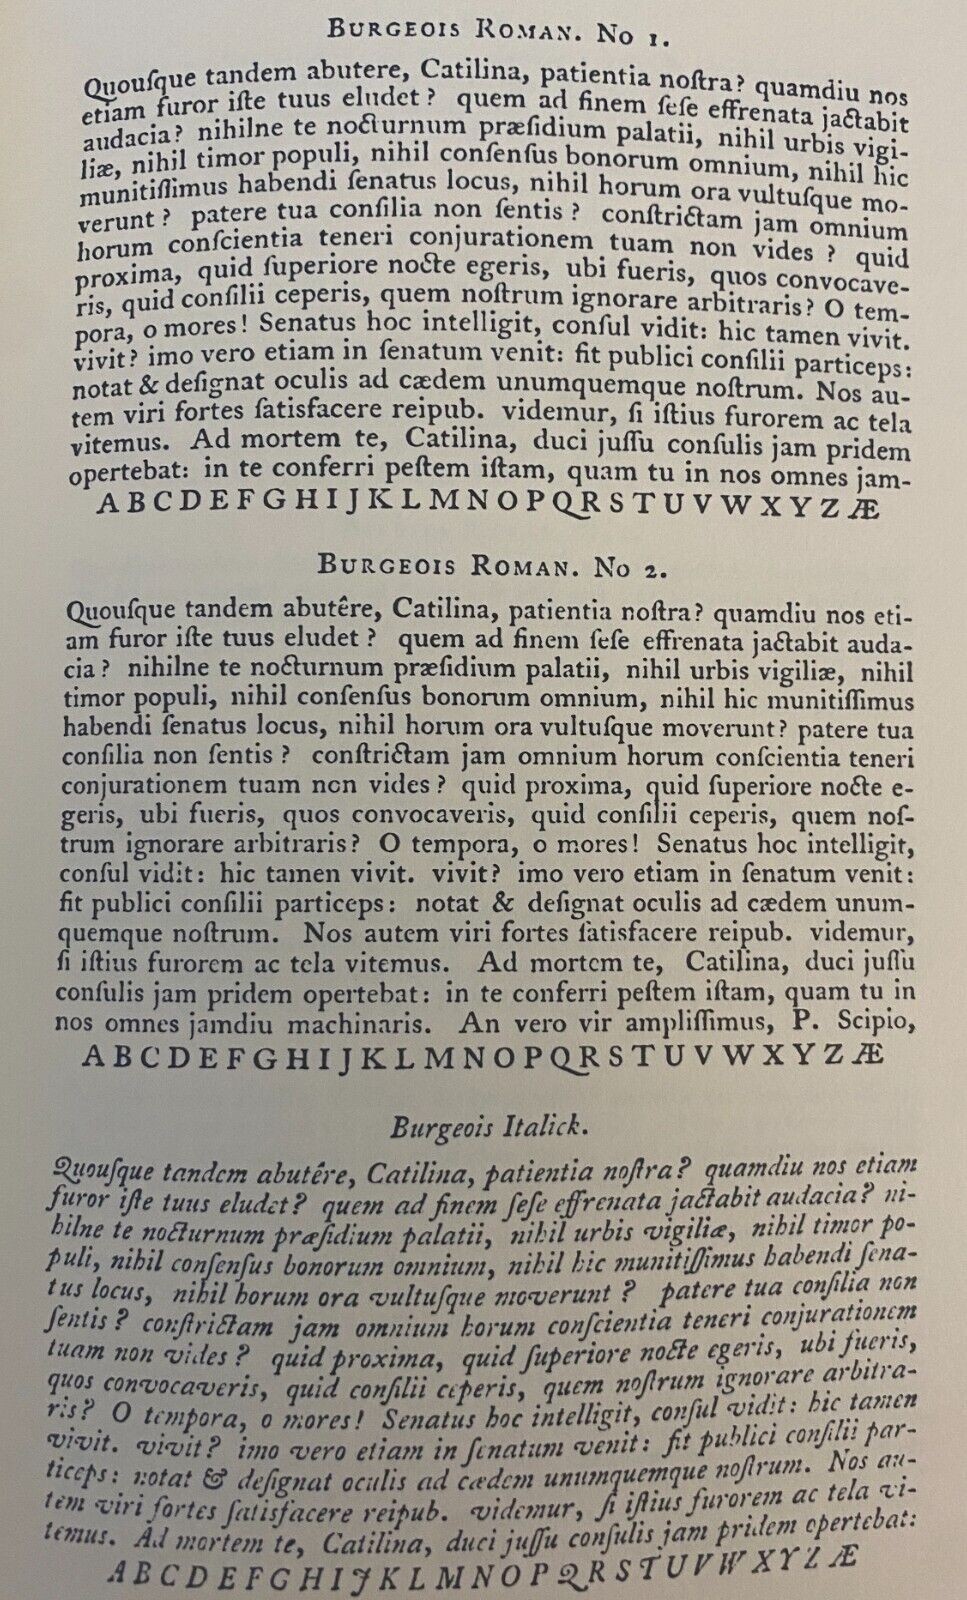 BURGEOIS ROMAN. No 1.
Quouſque tandem abutere, Catilina, patientia noſtra? quamdiu nos
etiam furor iſte tuus eludet? quem ad finem ſeſe effrenata jactabit
audacia? nihilne te nocturnum præſidium palatii, nihil urbis vigi-
liæ, nihil timor populi, nihil conſenſus bonorum omnium, nihil hic
munitiſſimus habendi ſenatus locus, nihil horum ora vultuſque mo-
verunt? patere tua conſilia non ſentis? conſtrictam jam omnium
horum conſcientia teneri conjurationem tuam non vides? quid
proxima, quid ſuperiore nocte egeris, ubi fueris, quos convocave-
ris, quid conſilii ceperis, quem noſtrum ignorare arbitraris? O tem-
pora, o mores! Senatus hoc intelligit, conſul vidit: hic tamen vivit.
vivit? imo vero etiam in ſenatum venit: fit publici conſilii particeps:
notat & deſignat oculis ad cædem unumquemque noſtrum. Nos au-
tem viri fortes ſatisfacere reipub. videmur, ſi iſtius furorem ac tela
vitemus. Ad mortem te, Catilina, duci juſſu conſulis jam pridem
opertebat: in te conferri peſtem iſtam, quam tu in nos omnes jam-
ABCDEFGHIJKLMNOPQRSTUVWXYZÆ
BURGEOIS ROMAN. No 2.
Quouſque tandem abutêre, Catilina, patientia noſtra? quamdiu nos eti-
am furor iſte tuus eludet? quem ad finem ſeſe effrenata jactabit auda-
cia? nihilne te nocturnum præſidium palatii, nihil urbis vigiliæ, nihil
timor populi, nihil conſenſus bonorum omnium, nihil hic munitiſſimus
habendi ſenatus locus, nihil horum ora vultuſque moverunt? patere tua
conſilia non ſentis? conſtrictam jam omnium horum conſcientia teneri
conjurationem tuam non vides? quid proxima, quid ſuperiore nocte e-
geris, ubi fueris, quos convocaveris, quid conſilii ceperis, quem noſ-
trum ignorare arbitraris? O tempora, o mores! Senatus hoc intelligit,
conſul vidit: hic tamen vivit. vivit? imo vero etiam in ſenatum venit:
fit publici conſilii particeps: notat & deſignat oculis ad cædem unum-
quemque noſtrum. Nos autem viri fortes ſatisfacere reipub. videmur,
ſi iſtius furorem ac tela vitemus. Ad mortem te, Catilina, duci juſſu
conſulis jam pridem opertebat: in te conferri peſtem iſtam, quam tu in
nos omnes jamdiu machinaris. An vero vir ampliſſimus, P. Scipio,
ABCDEFGHIJKLMNOPQRSTUVWXYZÆ
Burgeois Italick.
Quouſque tandem abutêre, Catilina, patientia noſtra? quamdiu nos etiam
furor iſte tuus eludet? quem ad finem ſeſe effrenata jactabit audacia? ni-
hilne te nocturnum præſidium palatii, nihil urbis vigiliæ, nihil timor po-
puli, nihil conſenſus bonorum omnium, nihil hic munitiſſimus habendi ſena-
tus locus, nihil horum ora vultuſque moverunt? patere tua conſilia non
ſentis? conſtrictam jam omnium horum conſcientia teneri conjurationem
tuam non vides? quid proxima, quid ſuperiore nocte egeris, ubi fueris,
quos convocaveris, quid conſilii ceperis, quem noſtrum ignorare arbitra-
ris? O tempora, o mores! Senatus hoc intelligit, conſul vidit: hic tamen
vivit. vivit? imo vero etiam in ſenatum venit: fit publici conſilii par-
ticeps: notat & deſignat oculis ad cædem unumquemque noſtrum. Nos au-
tem viri fortes ſatisfacere reipub. videmur, ſi iſtius furorem ac tela vi-
temus. Ad mortem te, Catilina, duci juſſu conſulis jam pridem opertebat:
ABCDEFGHIJKLMNOPQRSTUVWXYZÆ